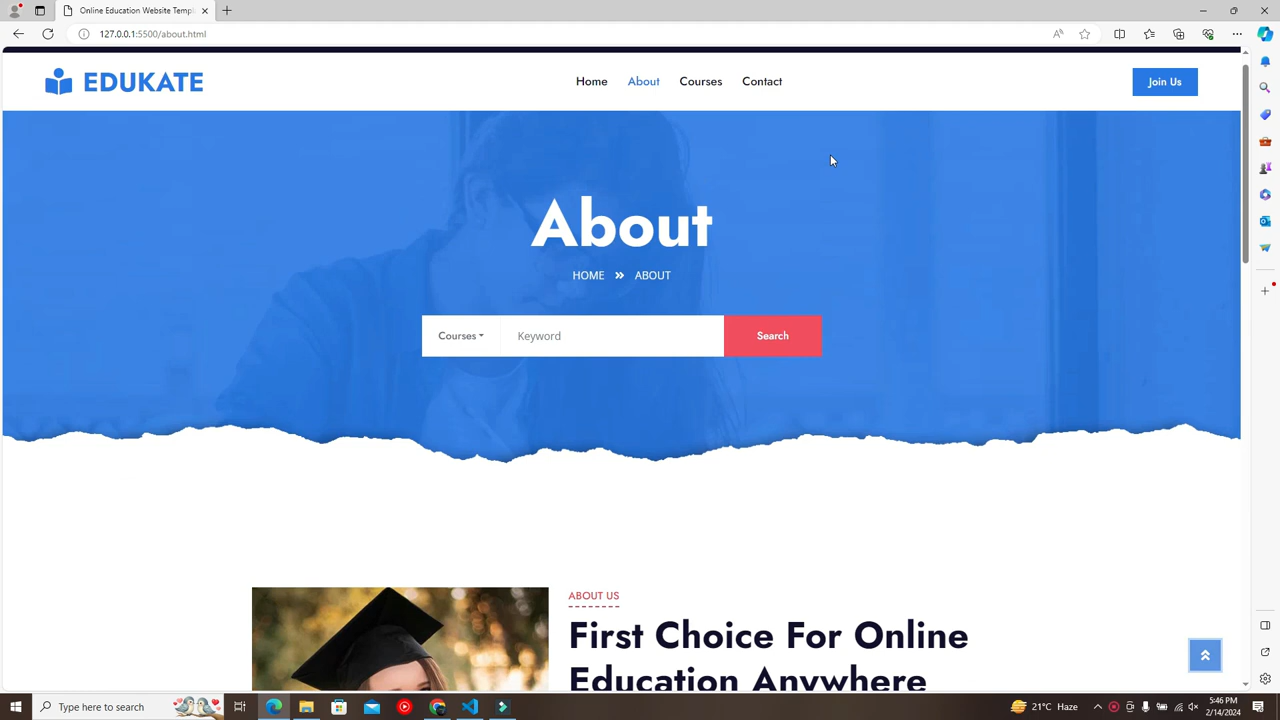 Online Education Website Templ
127.0.0.1:5500/about.html
EDUKATE
Home About Courses Contact
Join Us
About
HOME ABOUT
Courses Keyword Search
ABOUT US
First Choice For Online
Education Anywhere
Type here to search
21°C Haze
5:46 PM
2/14/2024